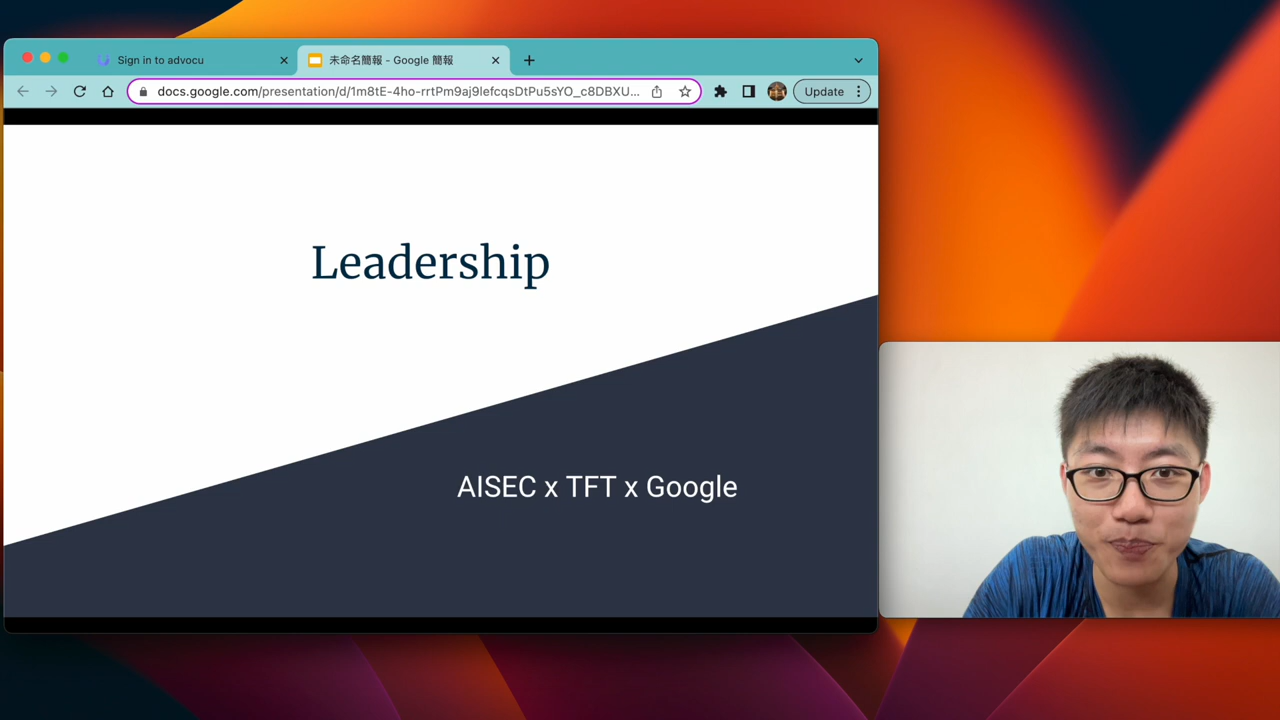 Sign in to advocu
未命名簡報 - Google 簡報
docs.google.com/presentation/d/1m8tE-4ho-rrtPm9aj9lefcqsDtPu5sYO_c8DBXU...
Update
Leadership
AISEC x TFT x Google